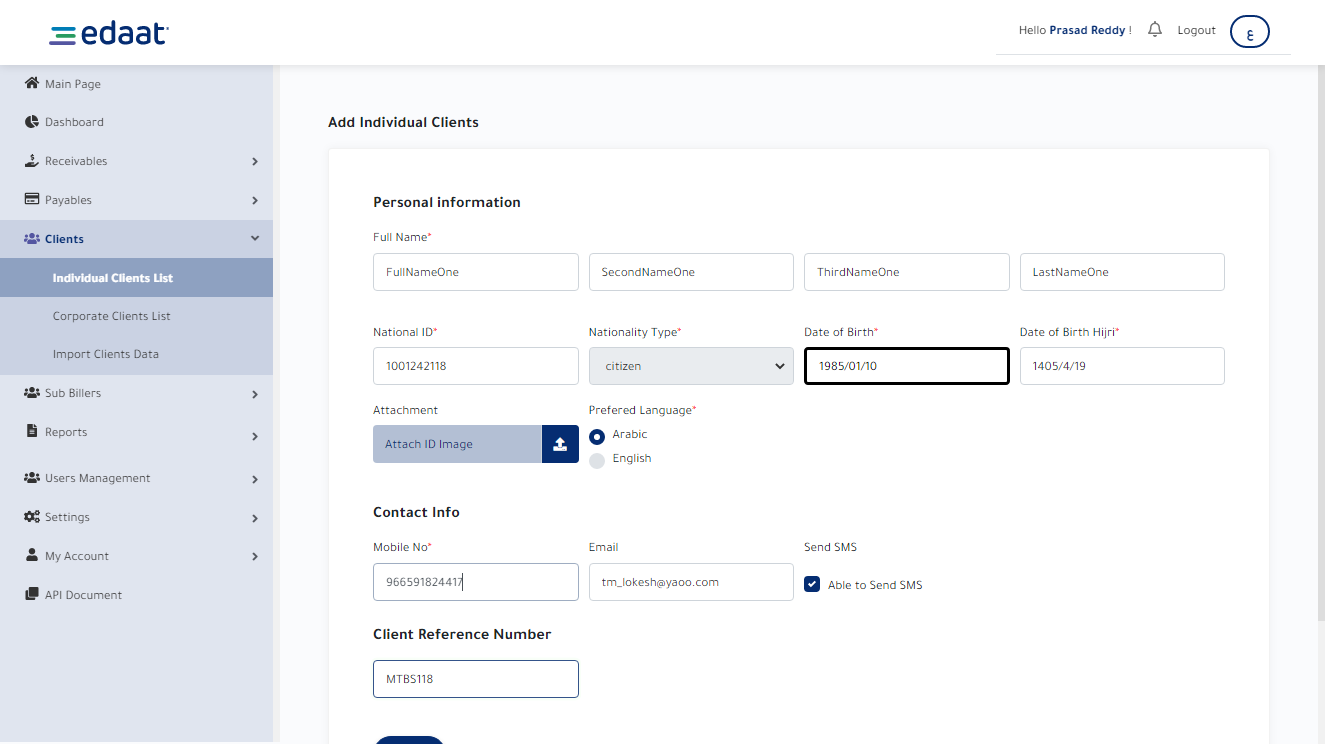 edaat
Hello Prasad Reddy !
Logout
ع
Main Page
Dashboard
Receivables
Payables
Clients
Individual Clients List
Corporate Clients List
Import Clients Data
Sub Billers
Reports
Users Management
Settings
My Account
API Document
Add Individual Clients
Personal information
Full Name*
FullNameOne SecondNameOne ThirdNameOne LastNameOne
National ID* Nationality Type* Date of Birth* Date of Birth Hijri*
1001242118 citizen 1985/01/10 1405/4/19
Attachment Prefered Language*
Attach ID Image
Arabic
English
Contact Info
Mobile No* Email Send SMS
966591824417 tm_lokesh@yaoo.com Able to Send SMS
Client Reference Number
MTBS118